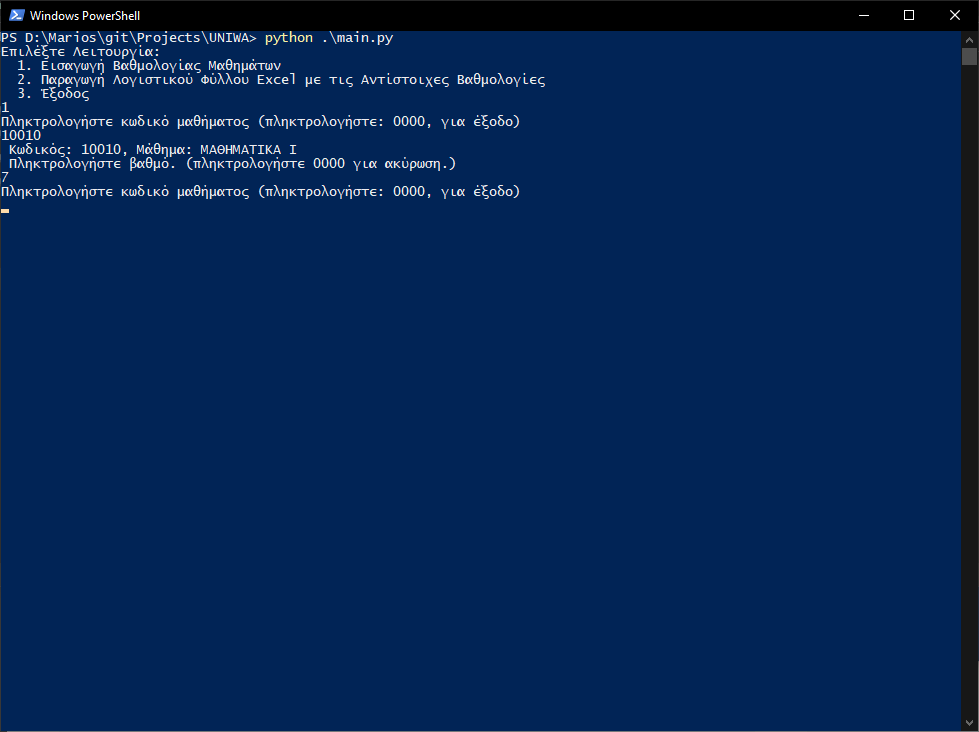 Windows PowerShell
PS D:\Marios\git\Projects\UNIWA> python .\main.py
Επιλέξτε Λειτουργία:
  1. Εισαγωγή Βαθμολογίας Μαθημάτων
  2. Παραγωγή Λογιστικού Φύλλου Excel με τις Αντίστοιχες Βαθμολογίες
  3. Έξοδος
1
Πληκτρολογήστε κωδικό μαθήματος (πληκτρολογήστε: 0000, για έξοδο)
10010
 Κωδικός: 10010, Μάθημα: ΜΑΘΗΜΑΤΙΚΑ Ι
 Πληκτρολογήστε βαθμό. (πληκτρολογήστε 0000 για ακύρωση.)
7
Πληκτρολογήστε κωδικό μαθήματος (πληκτρολογήστε: 0000, για έξοδο)